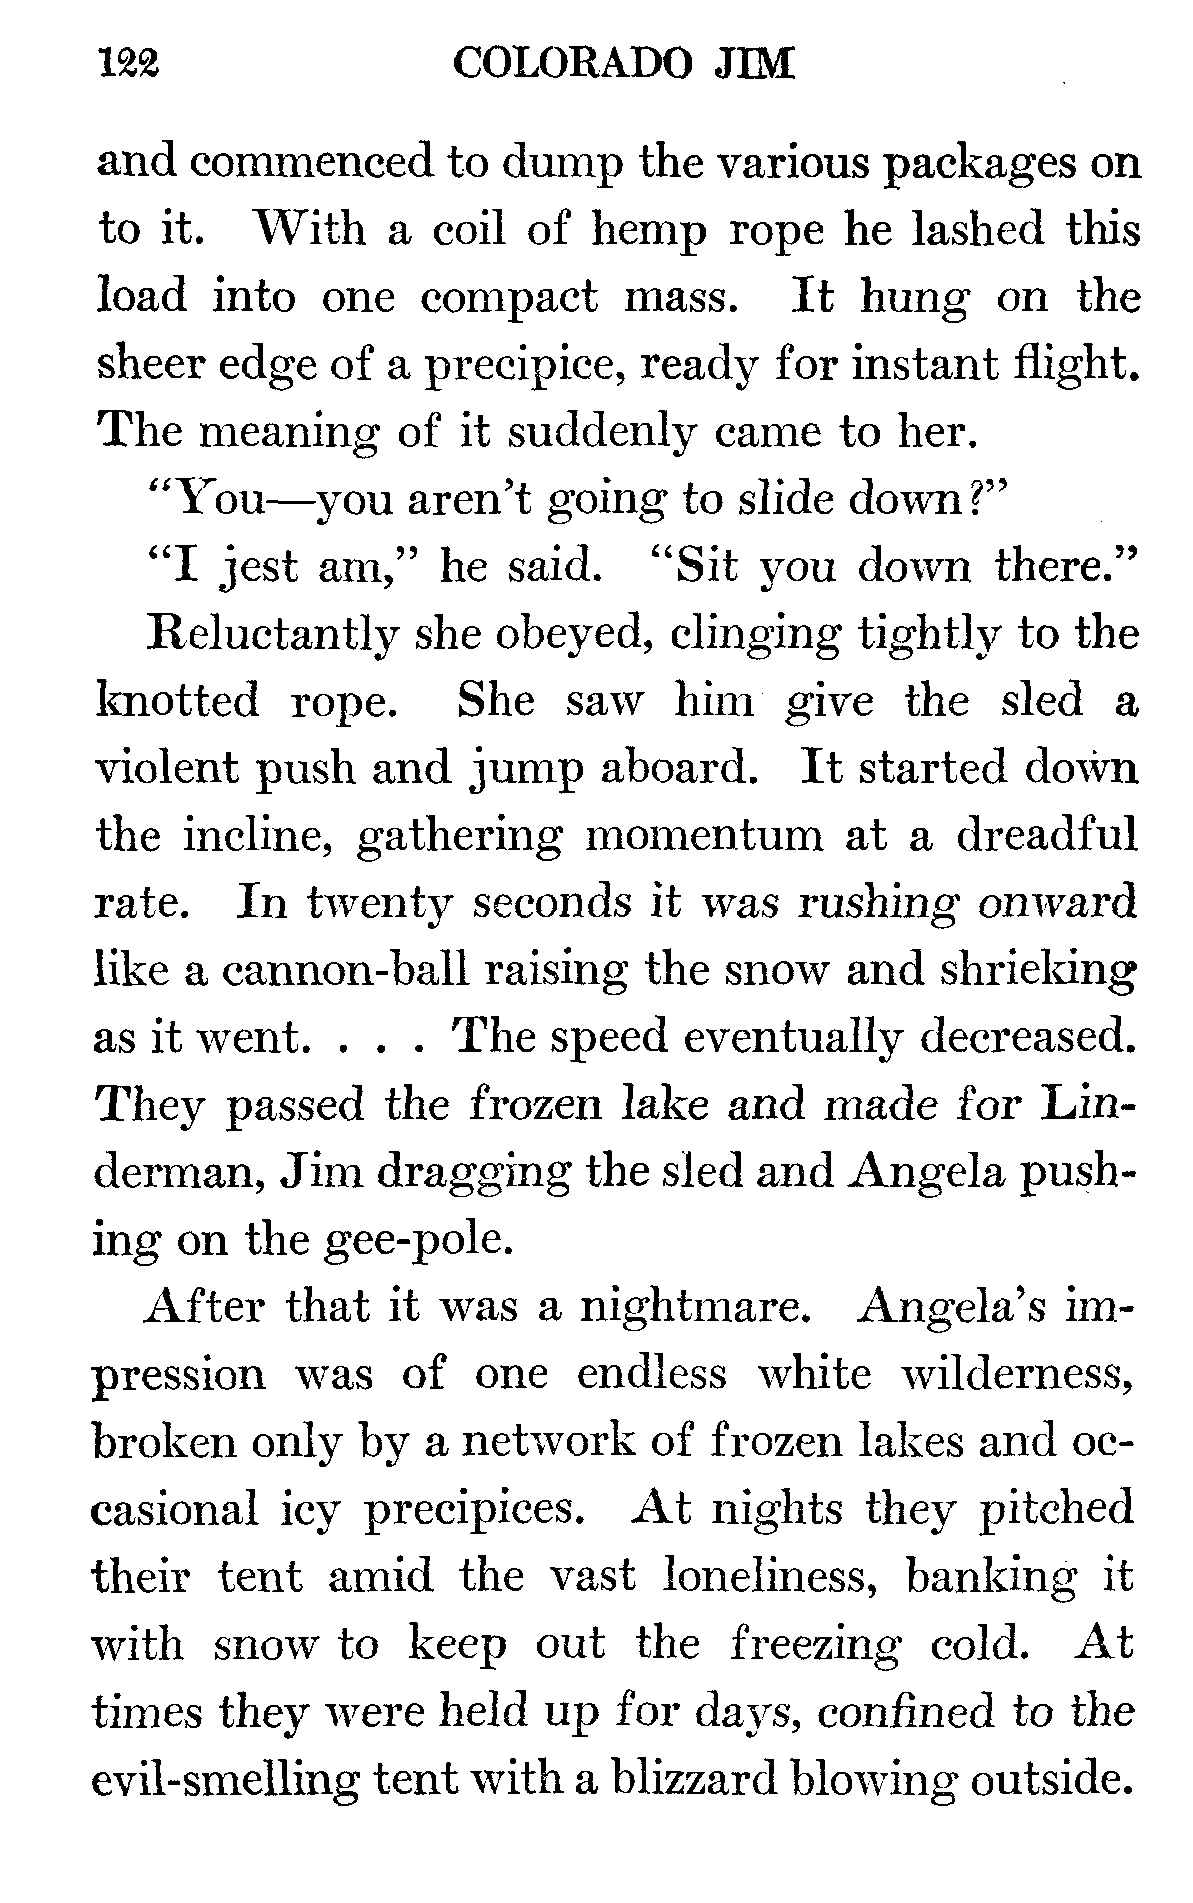 122 COLORADO JIM
and commenced to dump the various packages on
to it. With a coil of hemp rope he lashed this
load into one compact mass. It hung on the
sheer edge of a precipice, ready for instant flight.
The meaning of it suddenly came to her.
“You—you aren’t going to slide down?”
“I jest am,” he said. “Sit you down there.”
Reluctantly she obeyed, clinging tightly to the
knotted rope. She saw him give the sled a
violent push and jump aboard. It started down
the incline, gathering momentum at a dreadful
rate. In twenty seconds it was rushing onward
like a cannon-ball raising the snow and shrieking
as it went. . . . The speed eventually decreased.
They passed the frozen lake and made for Lin-
derman, Jim dragging the sled and Angela push-
ing on the gee-pole.
After that it was a nightmare. Angela’s im-
pression was of one endless white wilderness,
broken only by a network of frozen lakes and oc-
casional icy precipices. At nights they pitched
their tent amid the vast loneliness, banking it
with snow to keep out the freezing cold. At
times they were held up for days, confined to the
evil-smelling tent with a blizzard blowing outside.